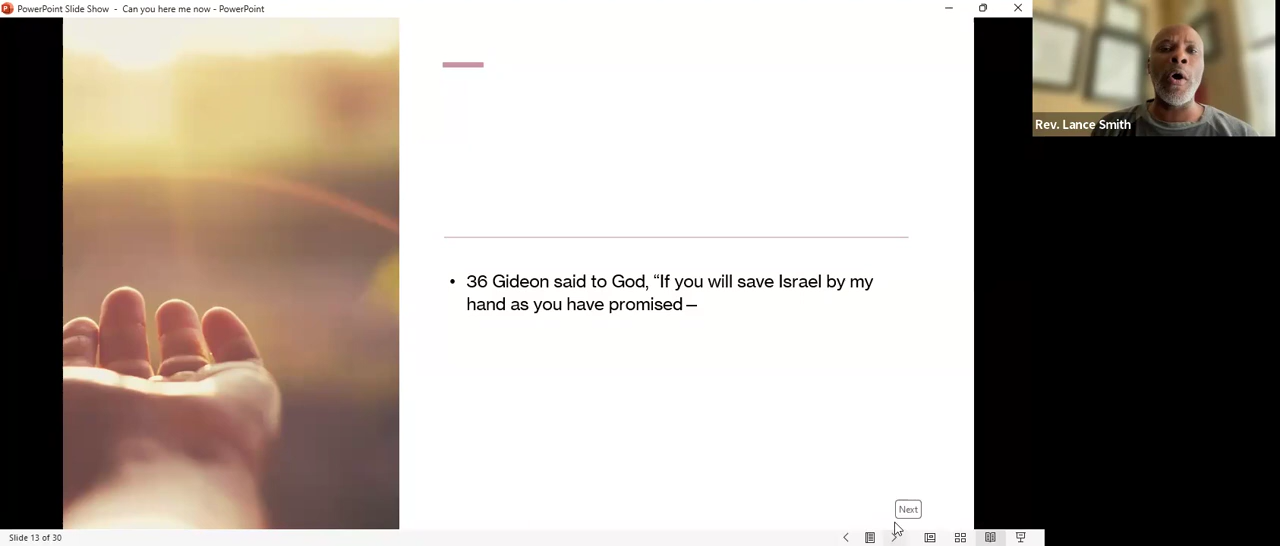 PowerPoint Slide Show - Can you here me now - PowerPoint
Rev. Lance Smith
• 36 Gideon said to God, “If you will save Israel by my
hand as you have promised—
Next
Slide 13 of 30